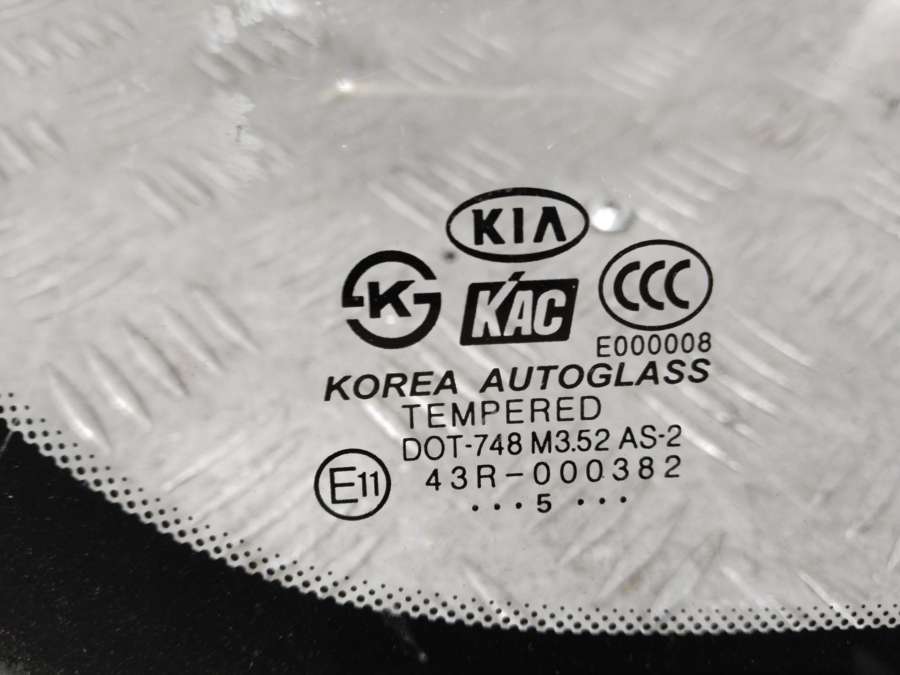 KIA
K
KAC
CCC
E000008
KOREA AUTOGLASS
TEMPERED
DOT-748 M3.52 AS-2
E11
43R-000382
...5 ...